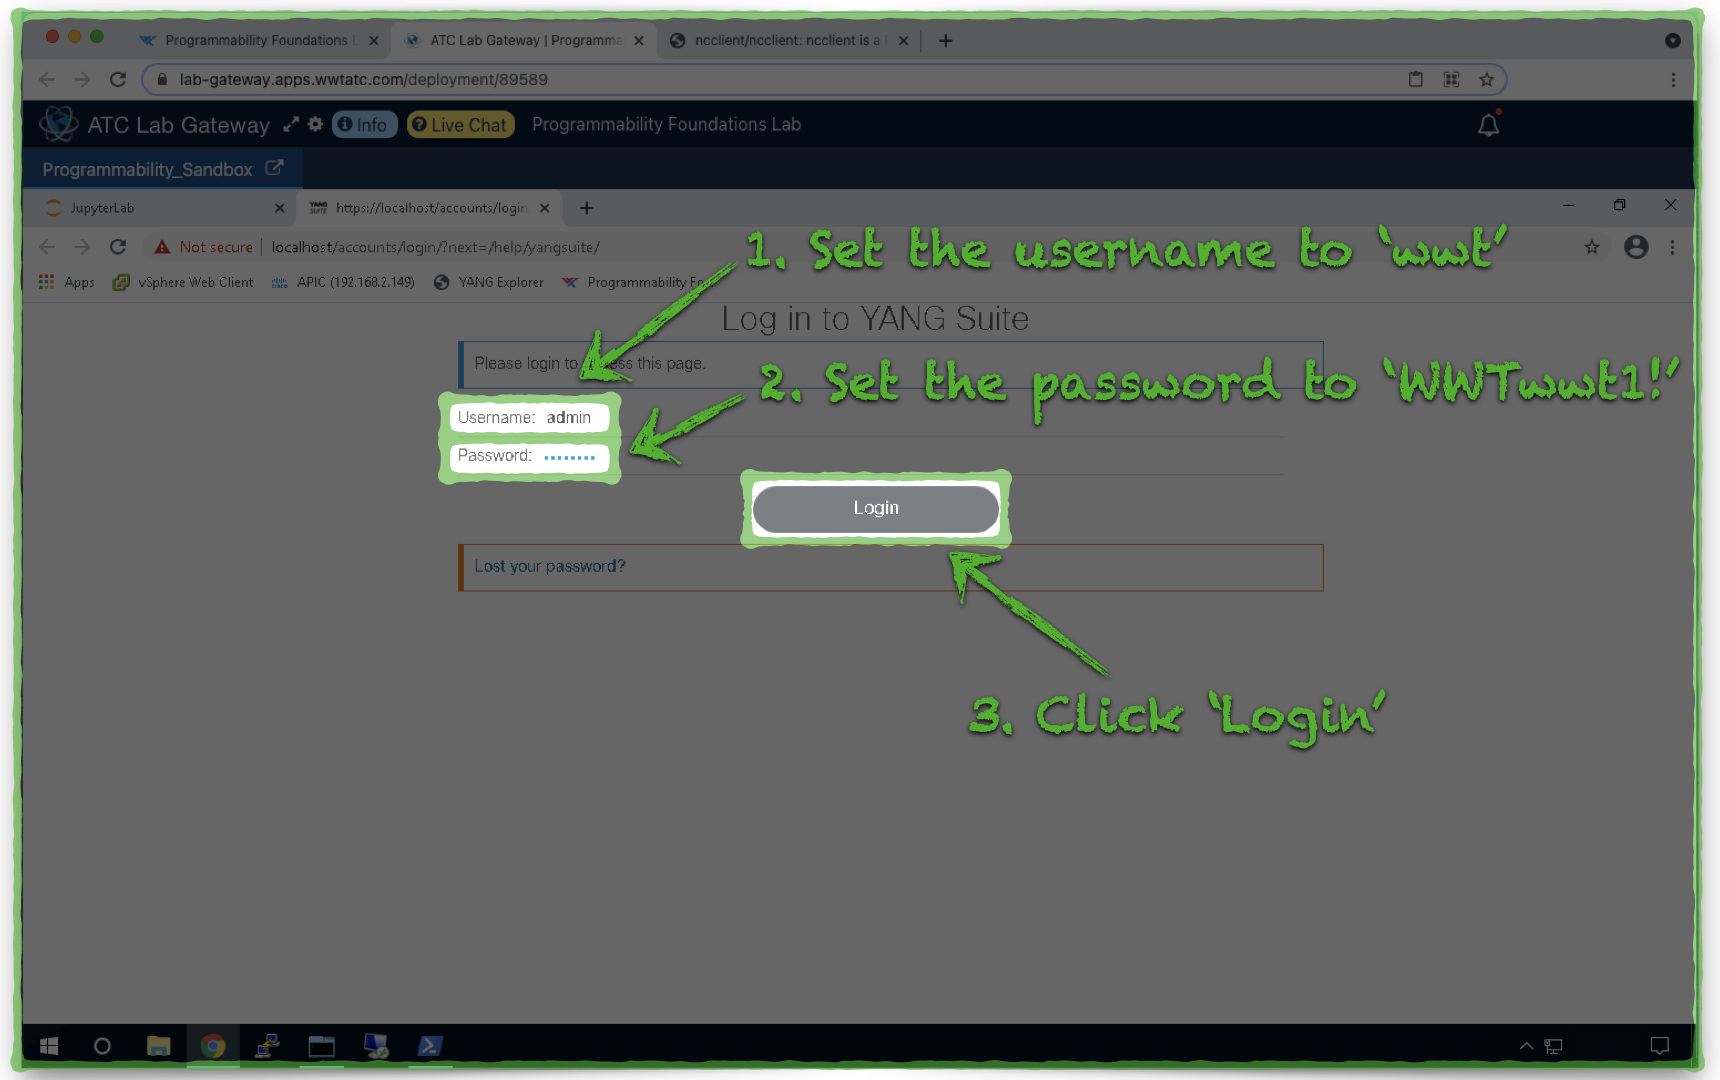 Programmability Foundations L
ATC Lab Gateway | Programma
ncclient/ncclient: ncclient is a
lab-gateway.apps.wwtatc.com/deployment/89589
ATC Lab Gateway
Info
Live Chat
Programmability Foundations Lab
Programmability_Sandbox
JupyterLab
YANG SUITE
https://localhost/accounts/login
Not secure
localhost/accounts/login/?next=/help/yangsuite/
1. Set the username to 'wwt'
Apps
vSphere Web Client
APIC (192.168.2.149)
YANG Explorer
Programmability Fo
Log in to YANG Suite
Please login to ess this page.
2. Set the password to 'WWTwwt1!'
Username: admin
Password: ••••••••
Login
Lost your password?
3. Click 'Login'